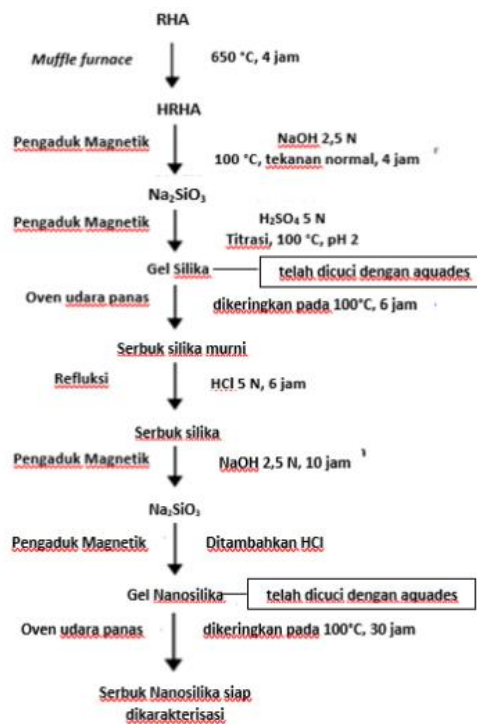 RHA
Muffle furnace 650 °C, 4 jam
HRHA
Pengaduk Magnetik NaOH 2,5 N
100 °C, tekanan normal, 4 jam
Na₂SiO₃
Pengaduk Magnetik H₂SO₄ 5 N
Titrasi, 100 °C, pH 2
Gel Silika telah dicuci dengan aquades
Oven udara panas dikeringkan pada 100°C, 6 jam
Serbuk silika murni
Refluksi HCl 5 N, 6 jam
Serbuk silika
Pengaduk Magnetik NaOH 2,5 N, 10 jam
Na₂SiO₃
Pengaduk Magnetik Ditambahkan HCl
Gel Nanosilika telah dicuci dengan aquades
Oven udara panas dikeringkan pada 100°C, 30 jam
Serbuk Nanosilika siap
dikarakterisasi